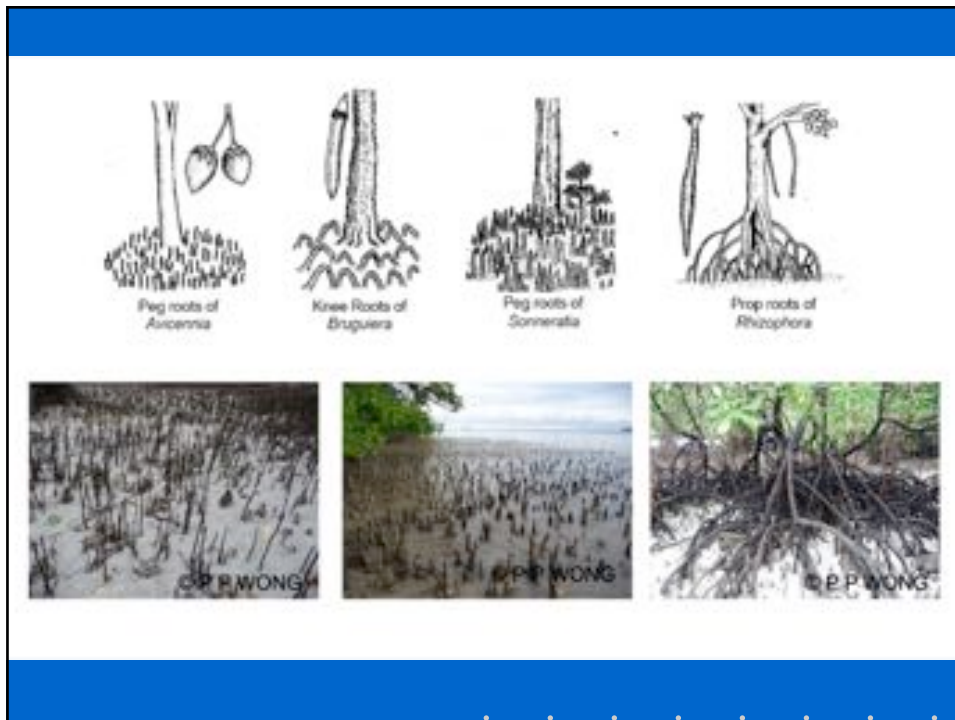 Peg roots of
Avicennia
Knee Roots of
Bruguiera
Peg roots of
Sonneratia
Prop roots of
Rhizophora
© P P WONG
© P P WONG
© P P WONG